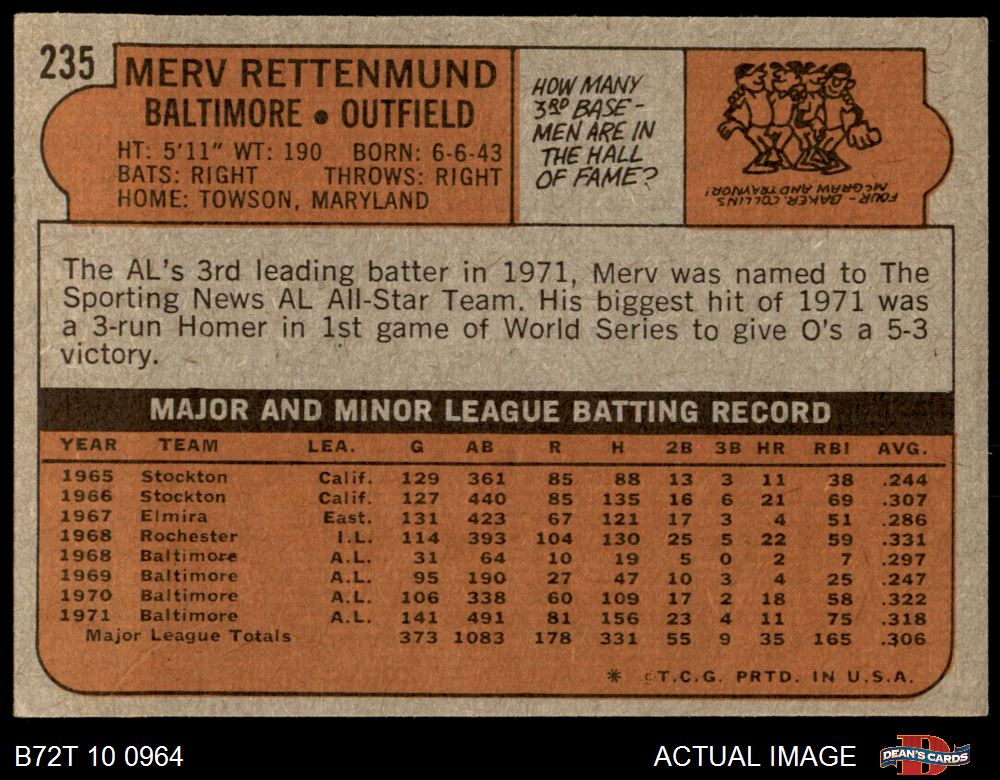 235
MERV RETTENMUND
BALTIMORE • OUTFIELD
HT: 5'11" WT: 190 BORN: 6-6-43
BATS: RIGHT THROWS: RIGHT
HOME: TOWSON, MARYLAND
HOW MANY
3RD BASE-
MEN ARE IN
THE HALL
OF FAME?
FOUR - BAKER, COLLINS
McGRAW AND TRAYNOR!
The AL's 3rd leading batter in 1971, Merv was named to The
Sporting News AL All-Star Team. His biggest hit of 1971 was
a 3-run Homer in 1st game of World Series to give O's a 5-3
victory.
MAJOR AND MINOR LEAGUE BATTING RECORD
YEAR TEAM LEA. G AB R H 2B 3B HR RBI AVG.
1965 Stockton Calif. 129 361 85 88 13 3 11 38 .244
1966 Stockton Calif. 127 440 85 135 16 6 21 69 .307
1967 Elmira East. 131 423 67 121 17 3 4 51 .286
1968 Rochester I.L. 114 393 104 130 25 5 22 59 .331
1968 Baltimore A.L. 31 64 10 19 5 0 2 7 .297
1969 Baltimore A.L. 95 190 27 47 10 3 4 25 .247
1970 Baltimore A.L. 106 338 60 109 17 2 18 58 .322
1971 Baltimore A.L. 141 491 81 156 23 4 11 75 .318
Major League Totals 373 1083 178 331 55 9 35 165 .306
* ©T.C.G. PRTD. IN U.S.A.
B72T 10 0964
ACTUAL IMAGE
DEAN'S CARDS